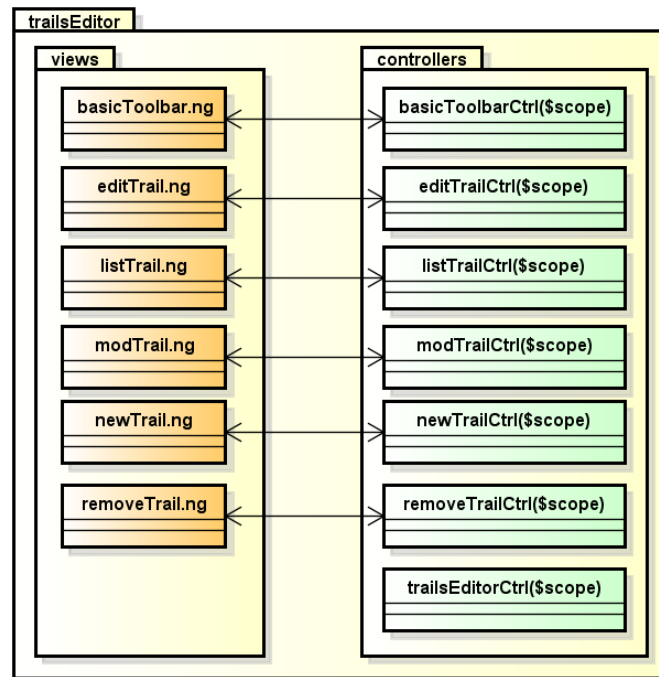 trailsEditor
views
controllers
basicToolbar.ng
basicToolbarCtrl($scope)
editTrail.ng
editTrailCtrl($scope)
listTrail.ng
listTrailCtrl($scope)
modTrail.ng
modTrailCtrl($scope)
newTrail.ng
newTrailCtrl($scope)
removeTrail.ng
removeTrailCtrl($scope)
trailsEditorCtrl($scope)